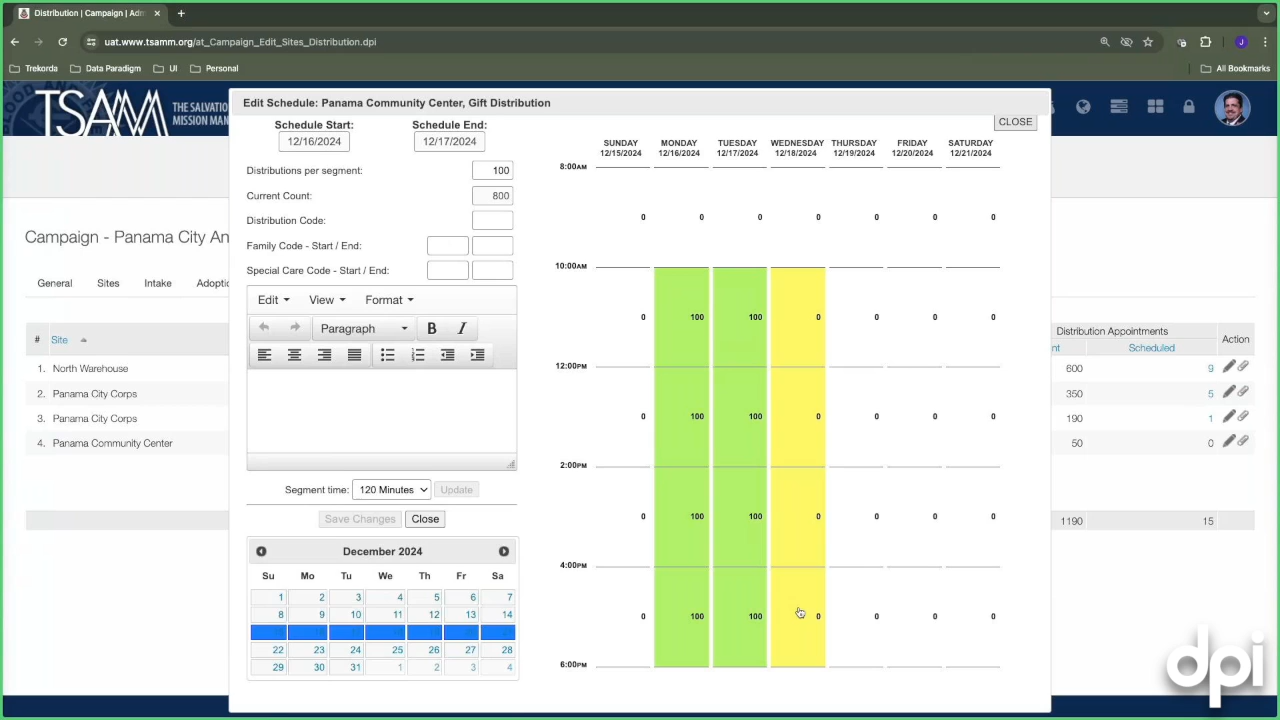 Distribution | Campaign | Adm
uat.www.tsamm.org/at_Campaign_Edit_Sites_Distribution.dpi
J
Trekorda
Data Paradigm
UI
Personal
All Bookmarks
TSAMM
THE SALVATION
MISSION MAN
Edit Schedule: Panama Community Center, Gift Distribution
CLOSE
Schedule Start: Schedule End:
12/16/2024 12/17/2024
Distributions per segment: 100
Current Count: 800
Distribution Code:
Family Code - Start / End:
Special Care Code - Start / End:
Edit View Format
Paragraph B I
Segment time: 120 Minutes Update
Save Changes Close
December 2024
Su Mo Tu We Th Fr Sa
1 2 3 4 5 6 7
8 9 10 11 12 13 14
22 23 24 25 26 27 28
29 30 31 1 2 3 4
SUNDAY MONDAY TUESDAY WEDNESDAY THURSDAY FRIDAY SATURDAY
12/15/2024 12/16/2024 12/17/2024 12/18/2024 12/19/2024 12/20/2024 12/21/2024
8:00AM
0 0 0 0 0 0 0
10:00AM
0 100 100 0 0 0 0
12:00PM
0 100 100 0 0 0 0
2:00PM
0 100 100 0 0 0 0
4:00PM
0 100 100 0 0 0 0
6:00PM
Campaign - Panama City An
General Sites Intake Adoptio
# Site
1. North Warehouse
2. Panama City Corps
3. Panama City Corps
4. Panama Community Center
Distribution Appointments
nt Scheduled Action
600 9
350 5
190 1
50 0
1190 15
dpi